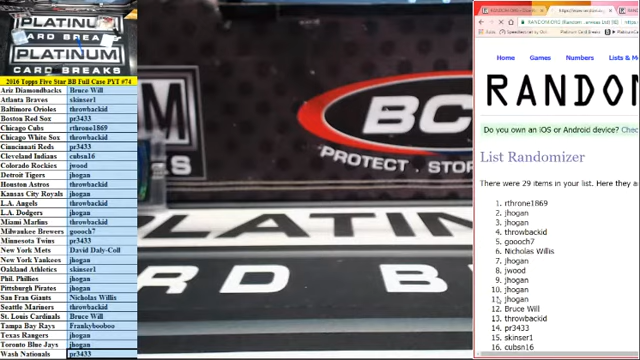 PLATINUM
CARD BREA
PLATINUM
CARD BREAKS
2016 Topps Five Star BB Full Case PYT #74
Ariz Diamondbacks Bruce Will
Atlanta Braves skinser1
Baltimore Orioles throwbackid
Boston Red Sox pr3433
Chicago Cubs rthrone1869
Chicago White Sox throwbackid
Cincinnati Reds pr3433
Cleveland Indians cubsn16
Colorado Rockies jwood
Detroit Tigers jhogan
Houston Astros throwbackid
Kansas City Royals jhogan
L.A. Angels throwbackid
L.A. Dodgers jhogan
Miami Marlins throwbackid
Milwaukee Brewers goooch7
Minnesota Twins pr3433
New York Mets David Daly-Coll
New York Yankees jhogan
Oakland Athletics skinser1
Phil. Phillies jhogan
Pittsburgh Pirates jhogan
San Fran Giants Nicholas Willis
Seattle Mariners throwbackid
St. Louis Cardinals Bruce Will
Tampa Bay Rays Frankybooboo
Texas Rangers jhogan
Toronto Blue Jays jhogan
Wash Nationals pr3433
M
S
BC
PROTECT . STO
PLATIN
RD B
Home Games Numbers Lists & M
RANDO
Do you own an iOS or Android device? Chec
List Randomizer
There were 29 items in your list. Here they a
1. rthrone1869
2. jhogan
3. jhogan
4. throwbackid
5. goooch7
6. Nicholas Willis
7. jhogan
8. jwood
9. jhogan
10. jhogan
11. jhogan
12. Bruce Will
13. throwbackid
14. pr3433
15. skinser1
16. cubsn16